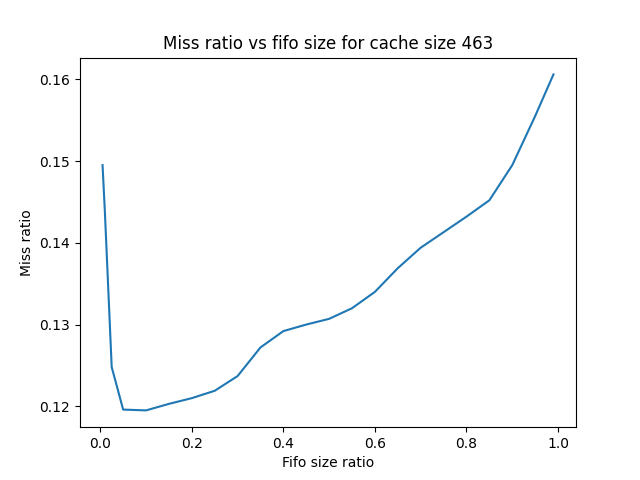 Miss ratio vs fifo size for cache size 463
0.16
0.15
0.14
0.13
0.12
Miss ratio
0.0 0.2 0.4 0.6 0.8 1.0
Fifo size ratio